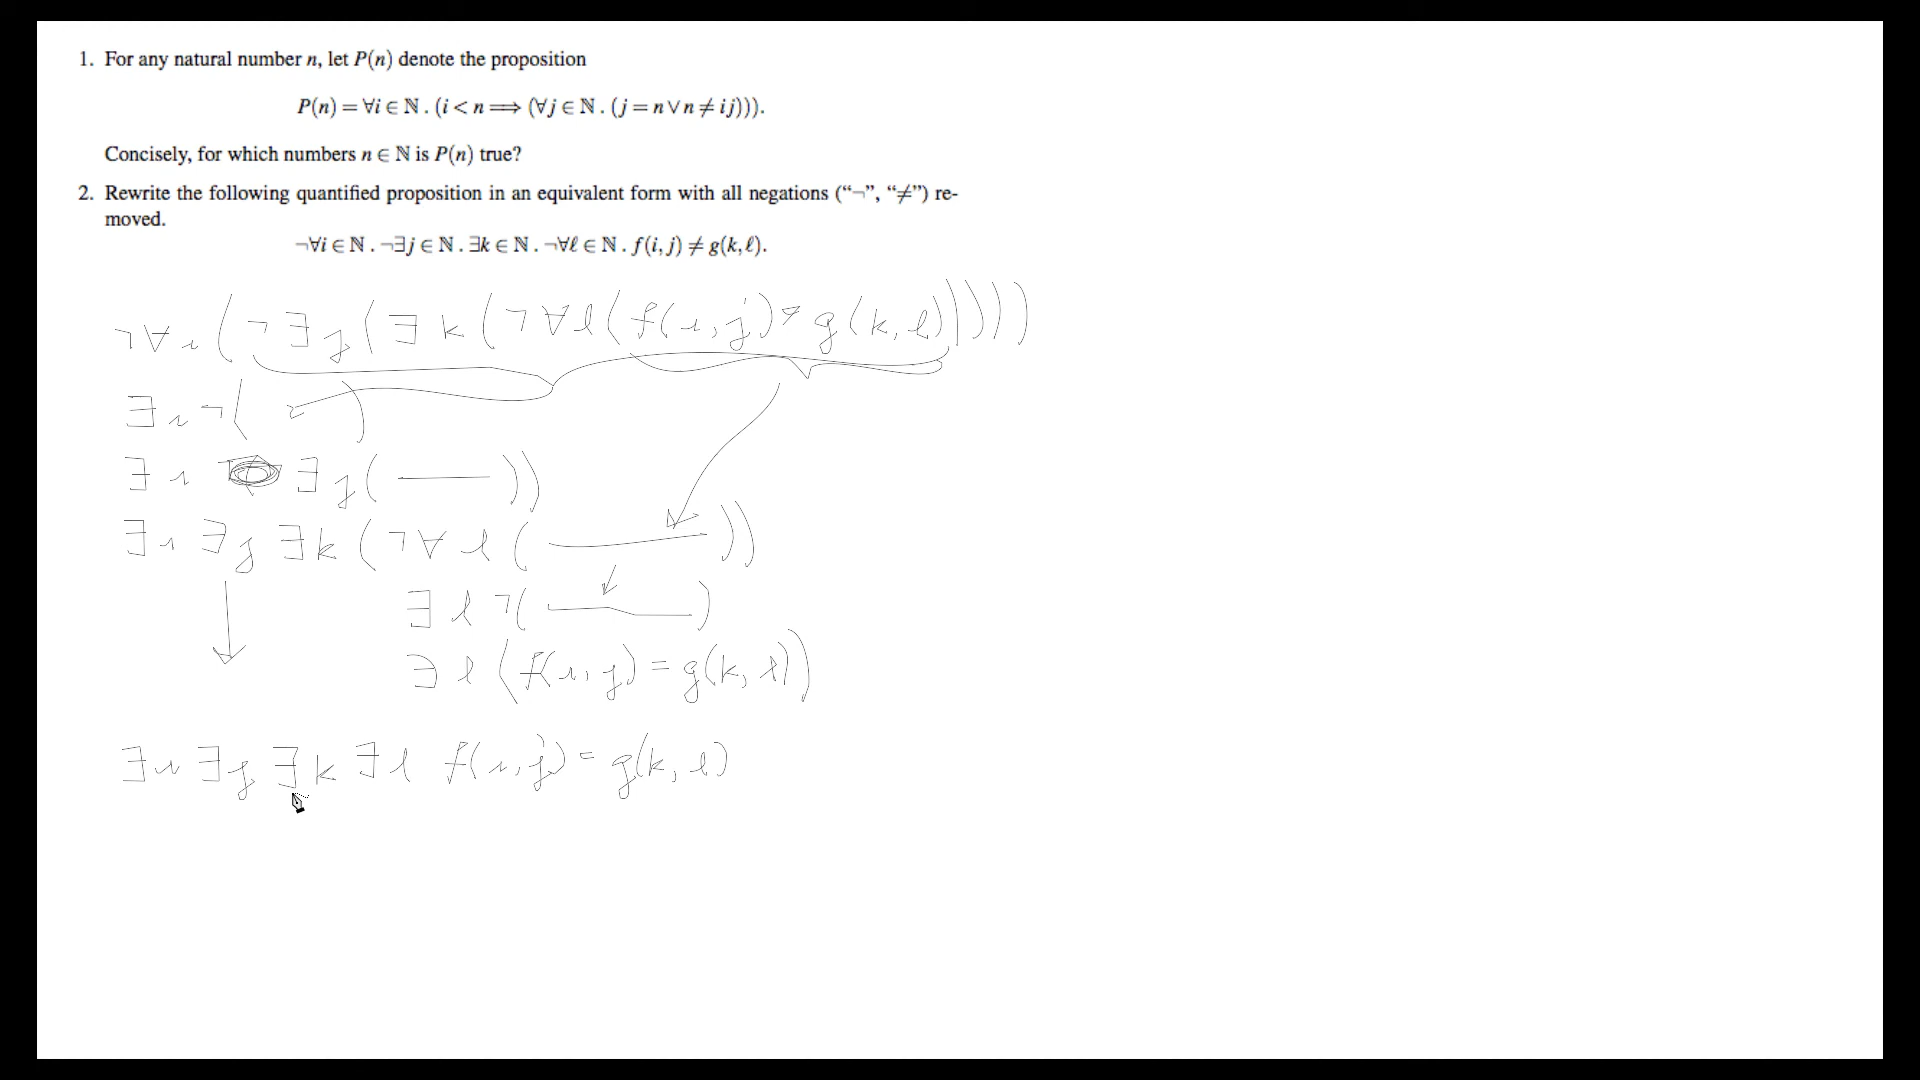 1. For any natural number n, let P(n) denote the proposition
P(n) = ∀i ∈ ℕ . (i < n ⟹ (∀j ∈ ℕ . (j = n ∨ n ≠ ij))).
Concisely, for which numbers n ∈ ℕ is P(n) true?
2. Rewrite the following quantified proposition in an equivalent form with all negations (“¬”, “≠”) re-
moved.
¬∀i ∈ ℕ . ¬∃j ∈ ℕ . ∃k ∈ ℕ . ¬∀ℓ ∈ ℕ . f(i, j) ≠ g(k, ℓ).
¬∀i(¬∃j(∃k(¬∀l(f(i,j)≠g(k,l)))))
∃i¬( )
∃i ∃j( ))
∃i ∃j ∃k(¬∀l( ))
∃l¬( )
∃l(f(i,j)=g(k,l))
∃i ∃j ∃k ∃l f(i,j)=g(k,l)